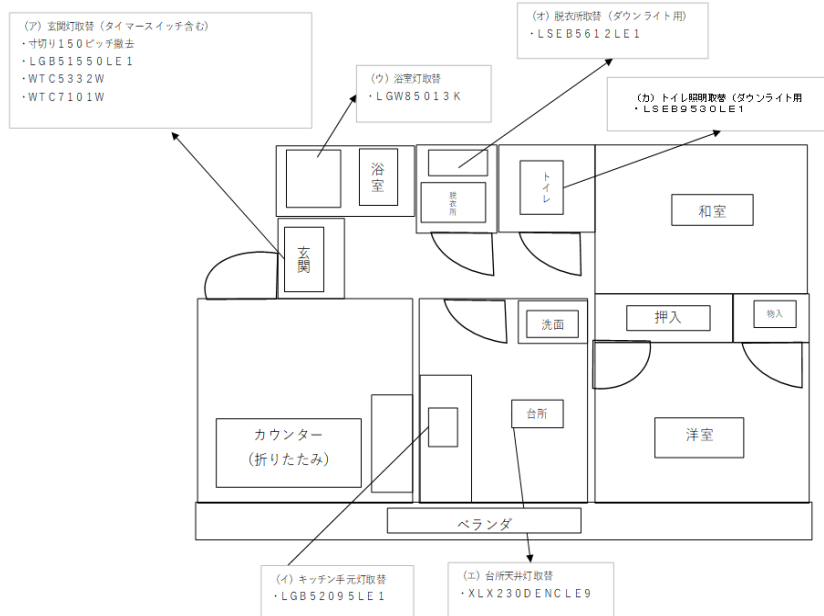 (ア) 玄関灯取替 (タイマースイッチ含む)
・寸切り150ピッチ撤去
・LGB51550LE1
・WTC5332W
・WTC7101W
(オ) 脱衣所取替 (ダウンライト用)
・LSEB5612LE1
(ウ) 浴室灯取替
・LGW85013K
(カ) トイレ照明取替 (ダウンライト用
・LSEB9530LE1
浴室
脱衣所
トイレ
和室
玄関
押入
物入
洗面
台所
カウンター
(折りたたみ)
洋室
ベランダ
(イ) キッチン手元灯取替
・LGB52095LE1
(エ) 台所天井灯取替
・XLX230DENCLE9